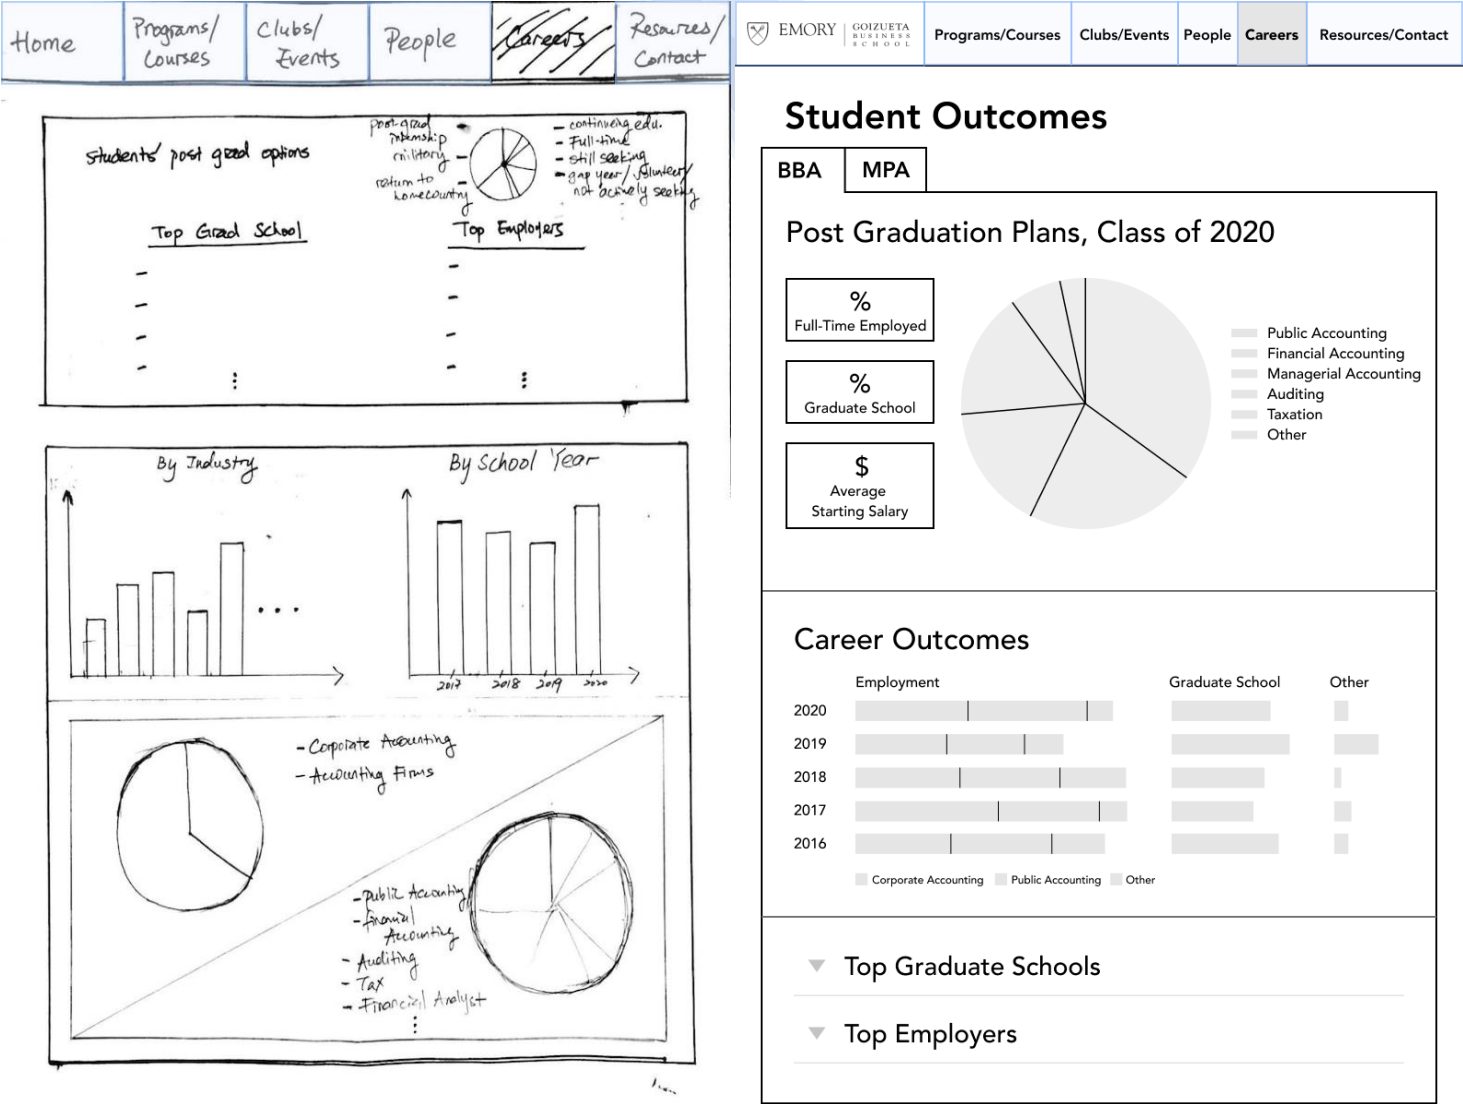 Home
Programs/
Courses
Clubs/
Events
People
Careers
Resources/
Contact
students' post grad options
post-grad
internship
military
return to
homecountry
continuing edu.
Full-time
still seeking
gap year/volunteer/
not actively seeking
Top Grad School
Top Employers
By Industry
By School Year
2017
2018
2019
2020
- Corporate Accounting
- Accounting Firms
- Public Accounting
- financial
Accounting
- Auditing
- Tax
- Financial Analyst
EMORY
GOIZUETA
BUSINESS
SCHOOL
Programs/Courses
Clubs/Events
People
Careers
Resources/Contact
Student Outcomes
BBA
MPA
Post Graduation Plans, Class of 2020
%
Full-Time Employed
%
Graduate School
$
Average
Starting Salary
Public Accounting
Financial Accounting
Managerial Accounting
Auditing
Taxation
Other
Career Outcomes
Employment
Graduate School
Other
2020
2019
2018
2017
2016
Corporate Accounting
Public Accounting
Other
Top Graduate Schools
Top Employers